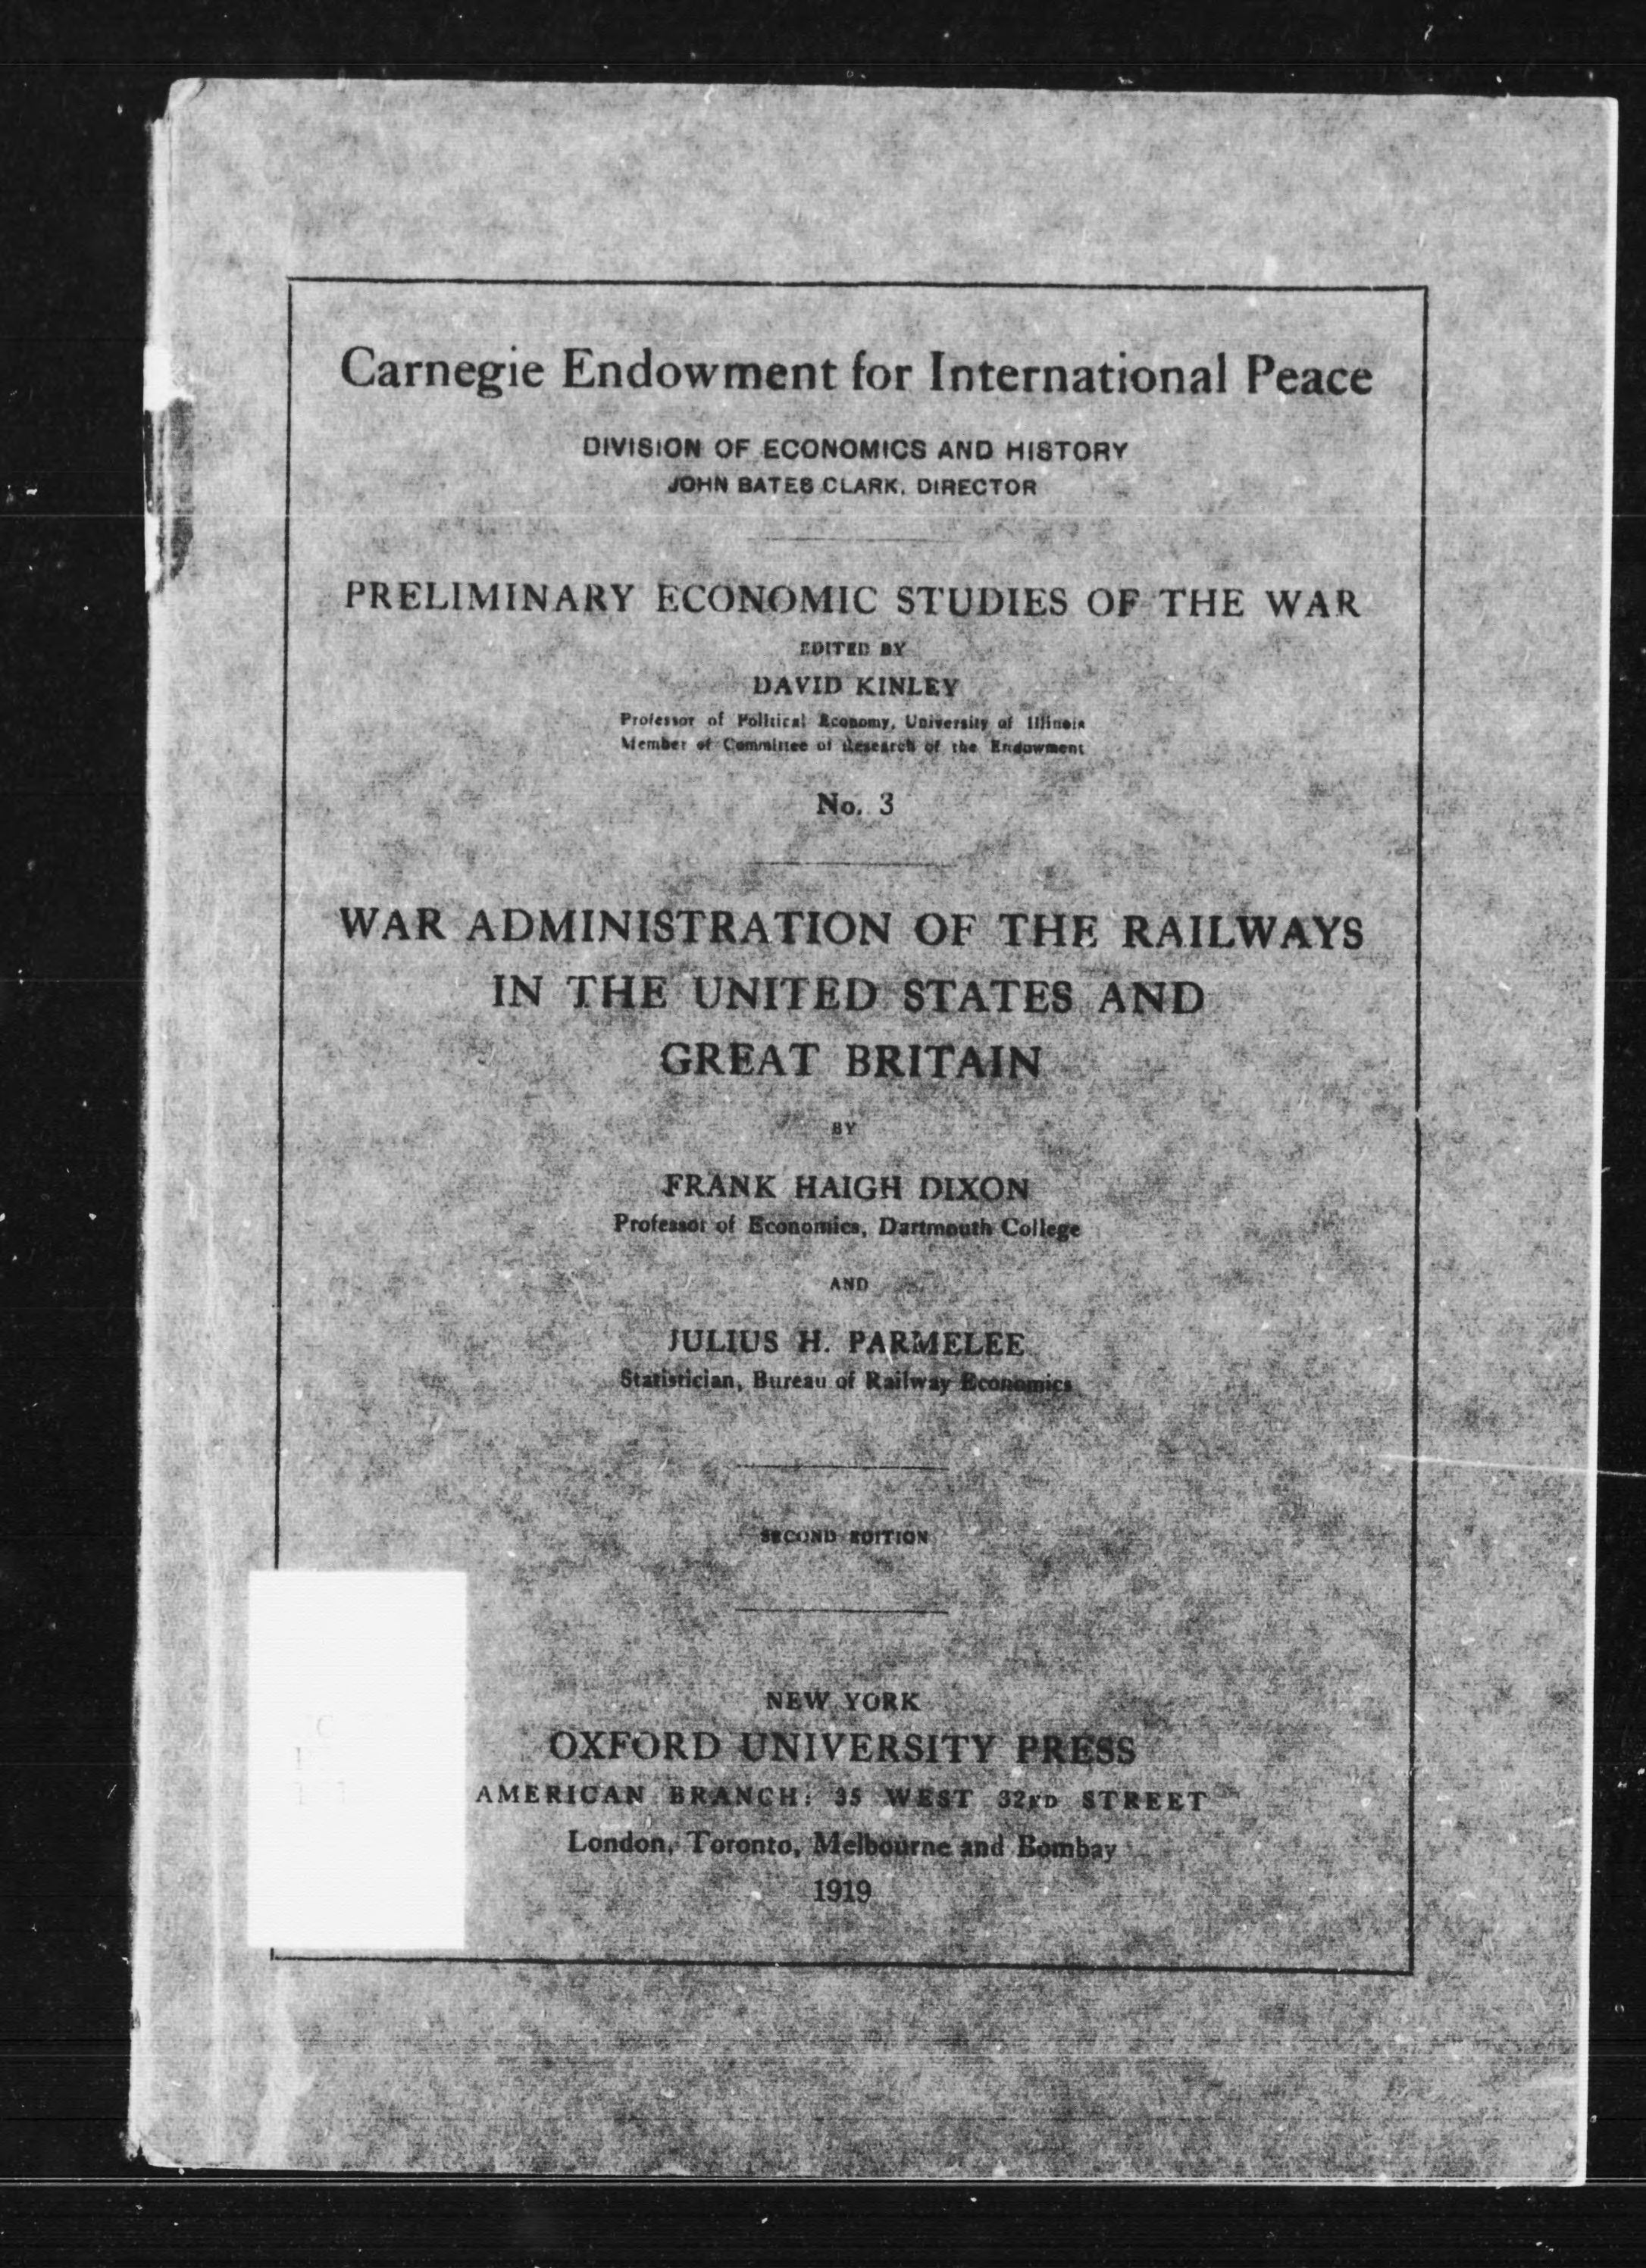 Carnegie Endowment for International Peace
DIVISION OF ECONOMICS AND HISTORY
JOHN BATES CLARK, DIRECTOR
PRELIMINARY ECONOMIC STUDIES OF THE WAR
EDITED BY
DAVID KINLEY
Professor of Political Economy, University of Illinois
Member of Committee of Research of the Endowment
No. 3
WAR ADMINISTRATION OF THE RAILWAYS
IN THE UNITED STATES AND
GREAT BRITAIN
BY
FRANK HAIGH DIXON
Professor of Economics, Dartmouth College
AND
JULIUS H. PARMELEE
Statistician, Bureau of Railway Economics
SECOND EDITION
NEW YORK
OXFORD UNIVERSITY PRESS
AMERICAN BRANCH: 35 WEST 32ND STREET
London, Toronto, Melbourne and Bombay
1919